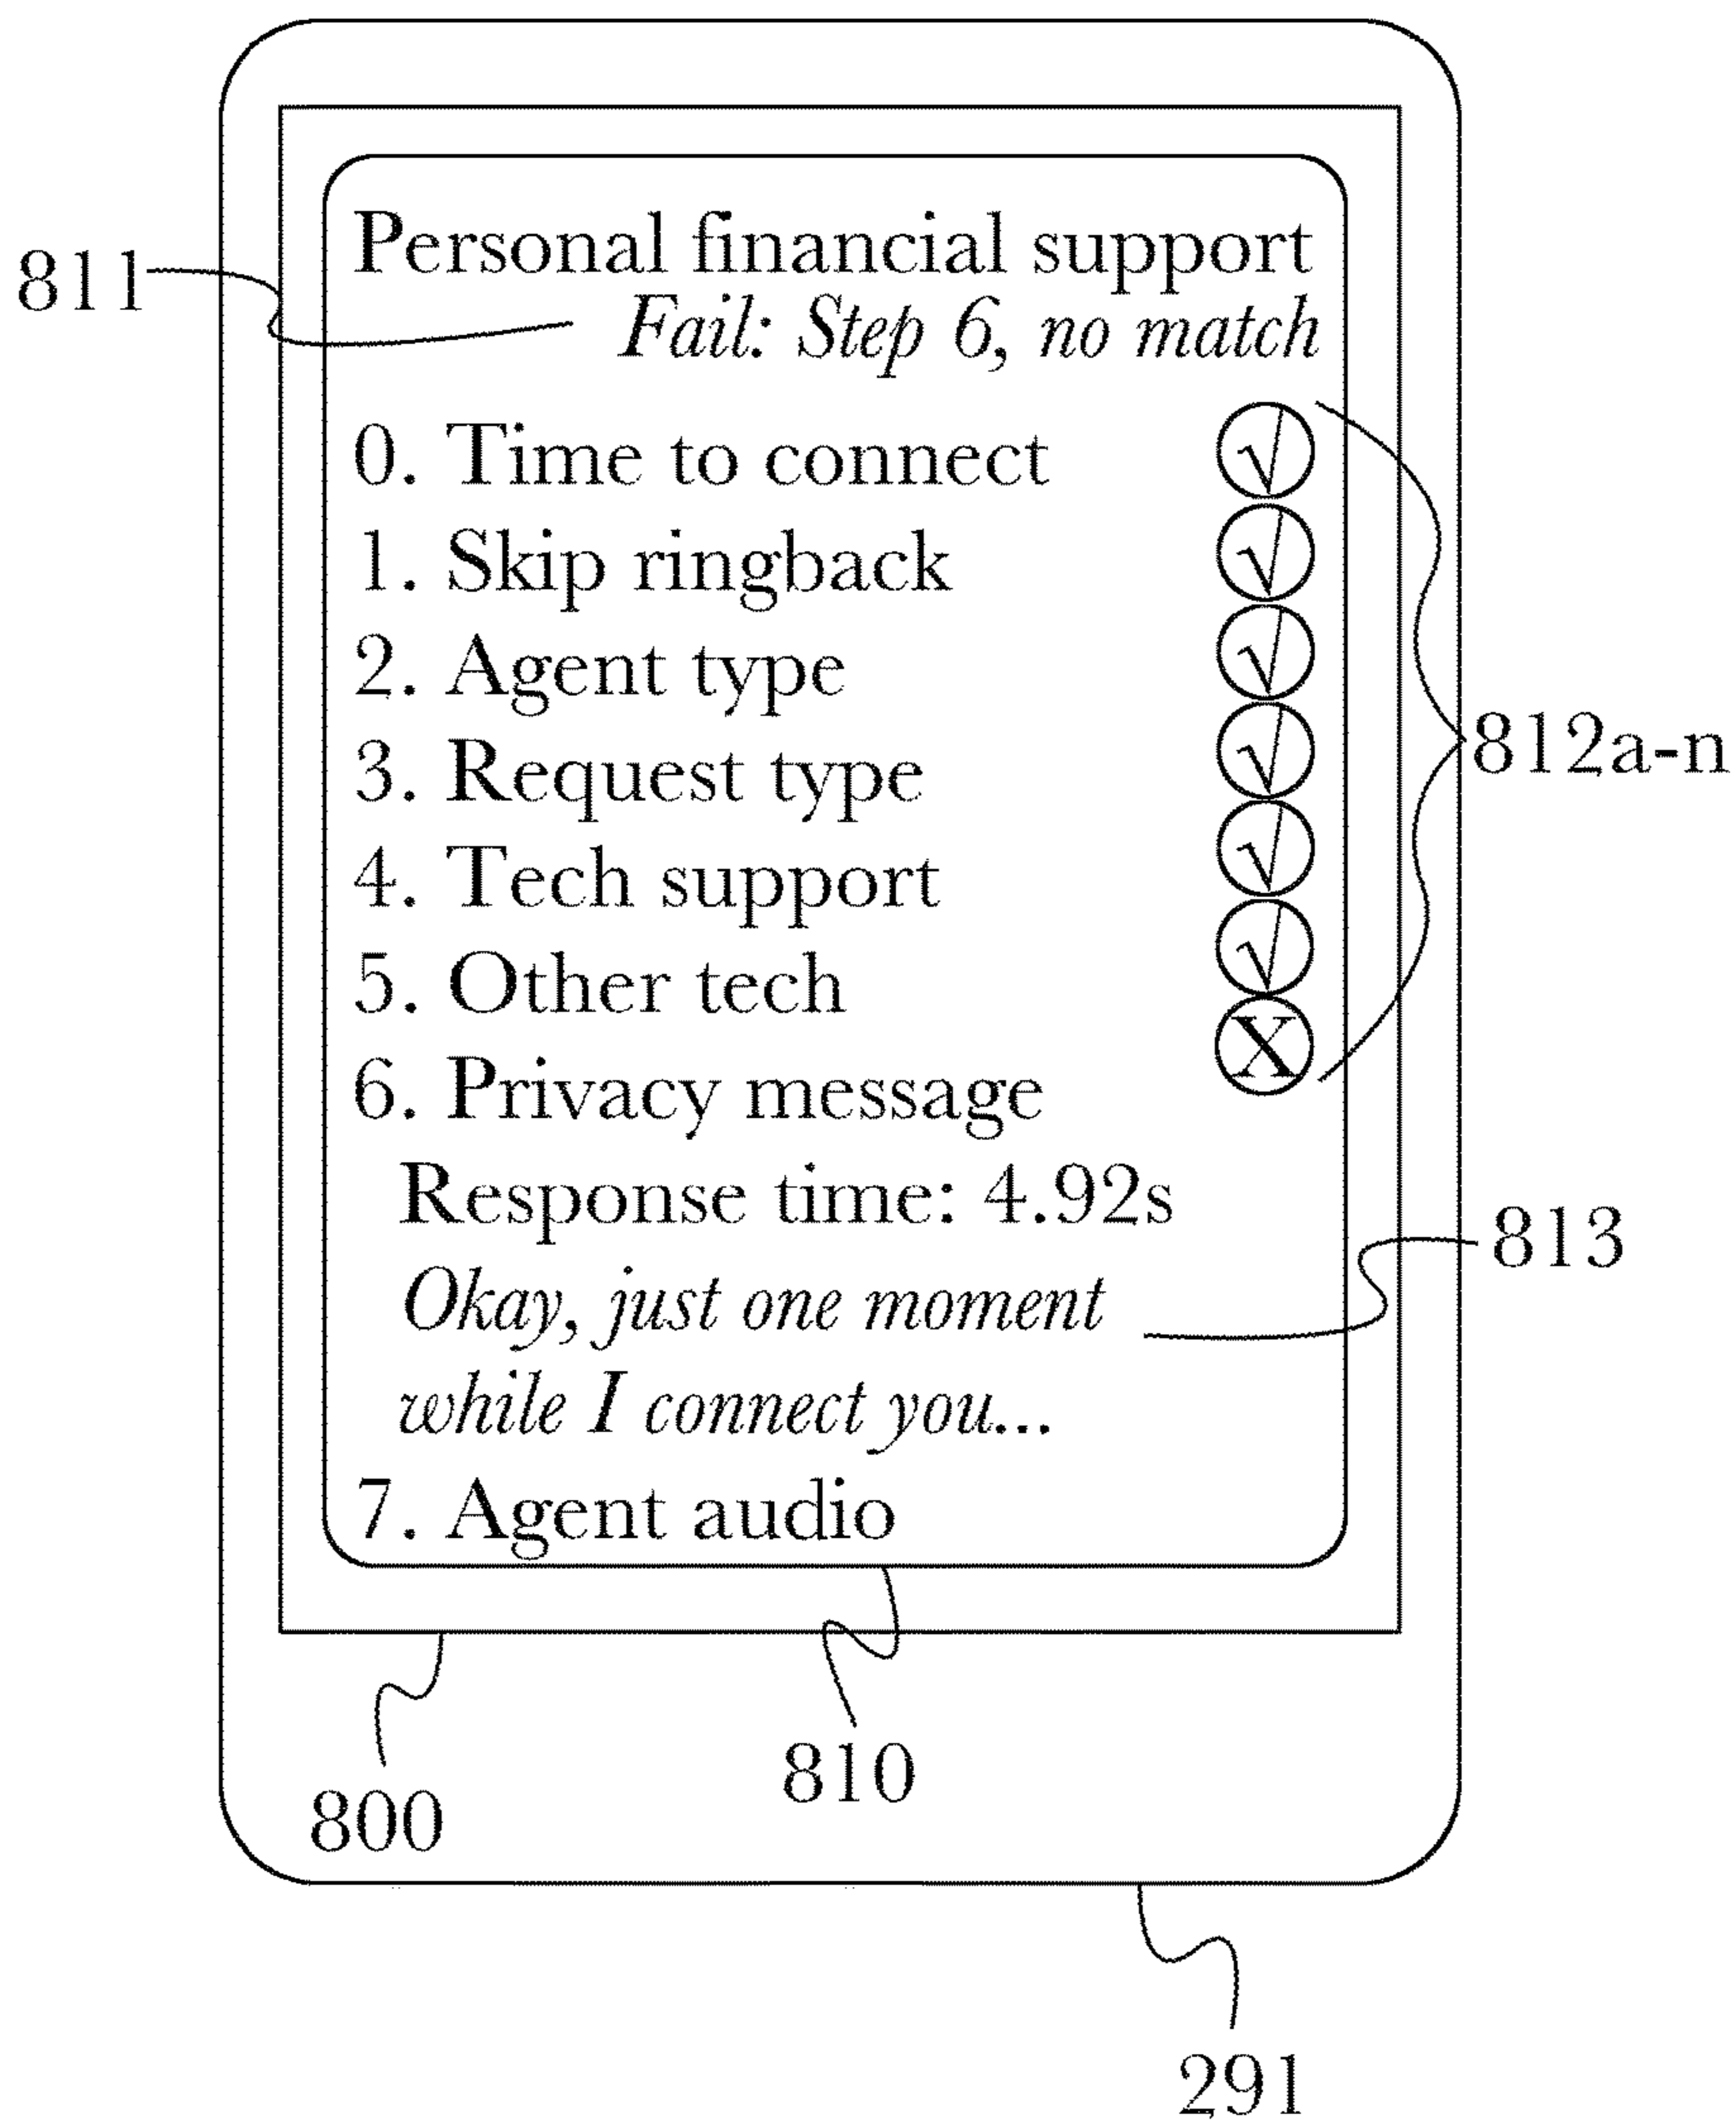 Personal financial support
811
Fail: Step 6, no match
0. Time to connect √
1. Skip ringback √
2. Agent type √
3. Request type √
812a-n
4. Tech support √
5. Other tech √
6. Privacy message X
Response time: 4.92s
813
Okay, just one moment
while I connect you...
7. Agent audio
810
800
291